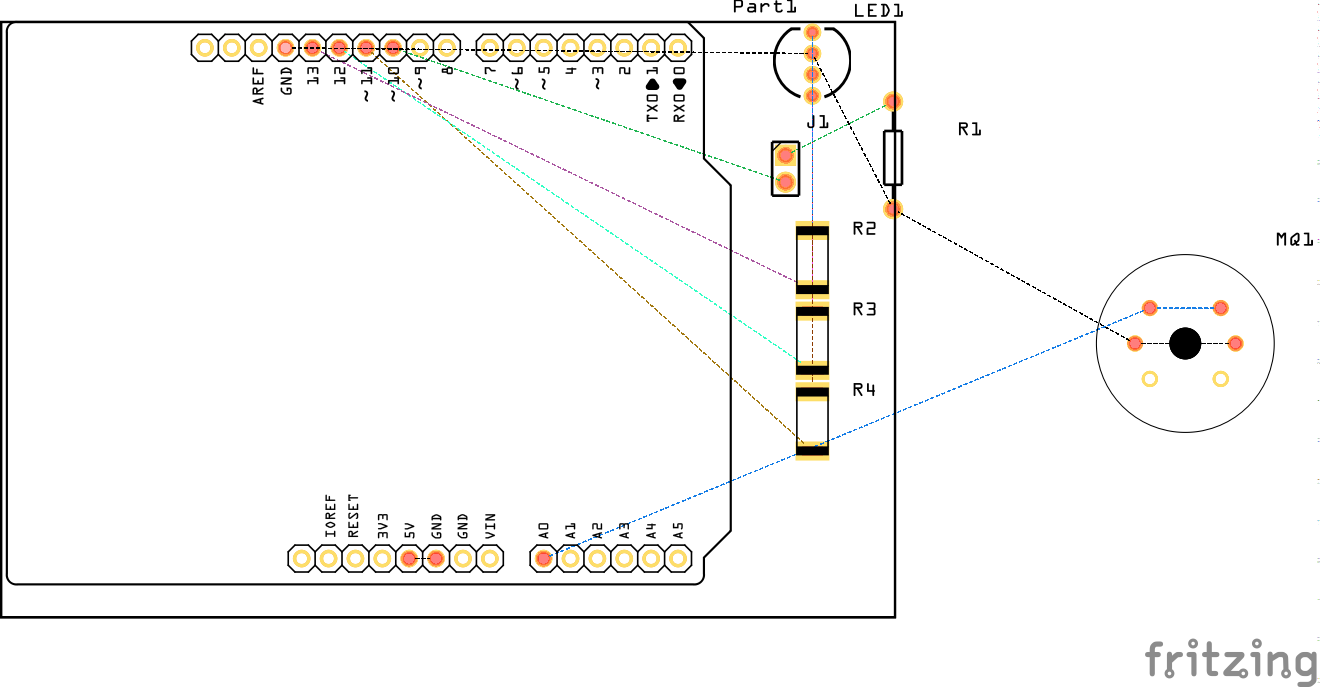 Part1
LED1
AREF
GND
13
12
~11
~10
~9
8
7
~6
~5
4
~3
2
TX0▶1
RX0◀0
J1
R1
R2
R3
R4
MQ1
IOREF
RESET
3V3
5V
GND
GND
VIN
A0
A1
A2
A3
A4
A5
fritzing